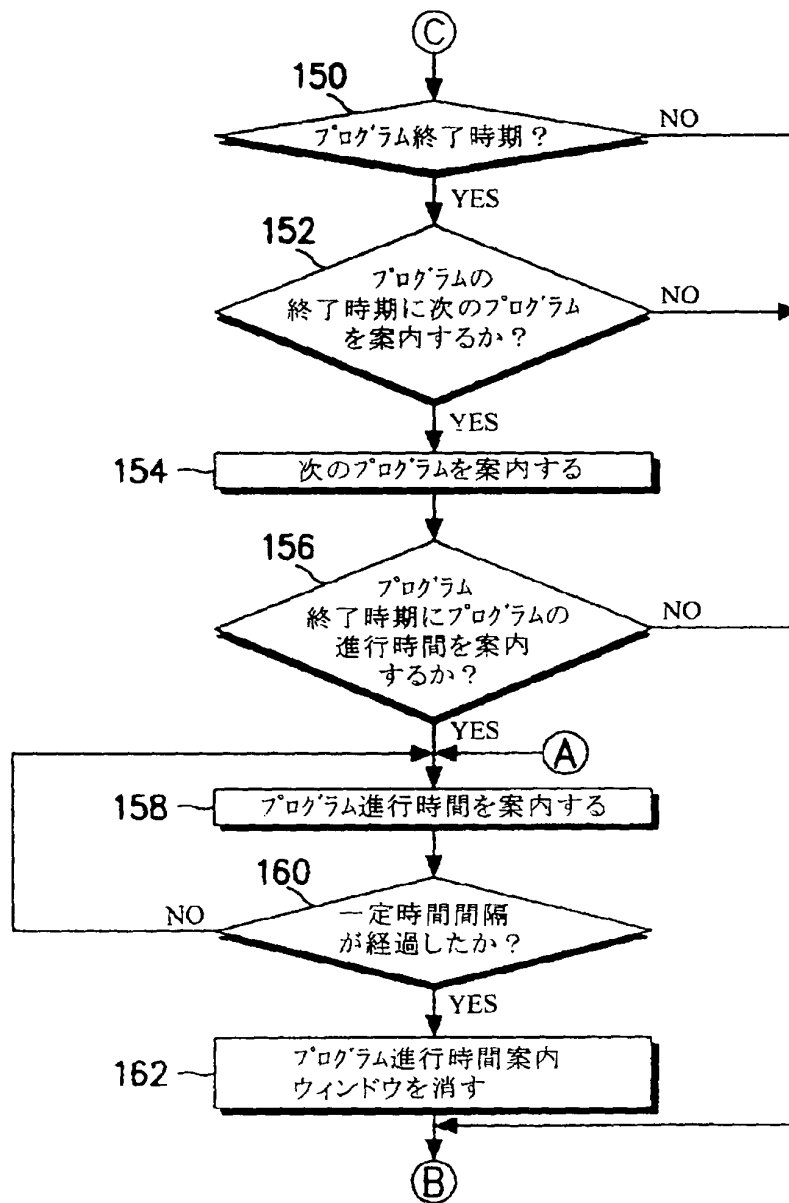 C
150
プログラム終了時期?
NO
YES
152
プログラムの
終了時期に次のプログラム
を案内するか?
NO
YES
154
次のプログラムを案内する
156
プログラム
終了時期にプログラムの
進行時間を案内
するか?
NO
YES
A
158
プログラム進行時間を案内する
160
一定時間間隔
が経過したか?
NO
YES
162
プログラム進行時間案内
ウィンドウを消す
B